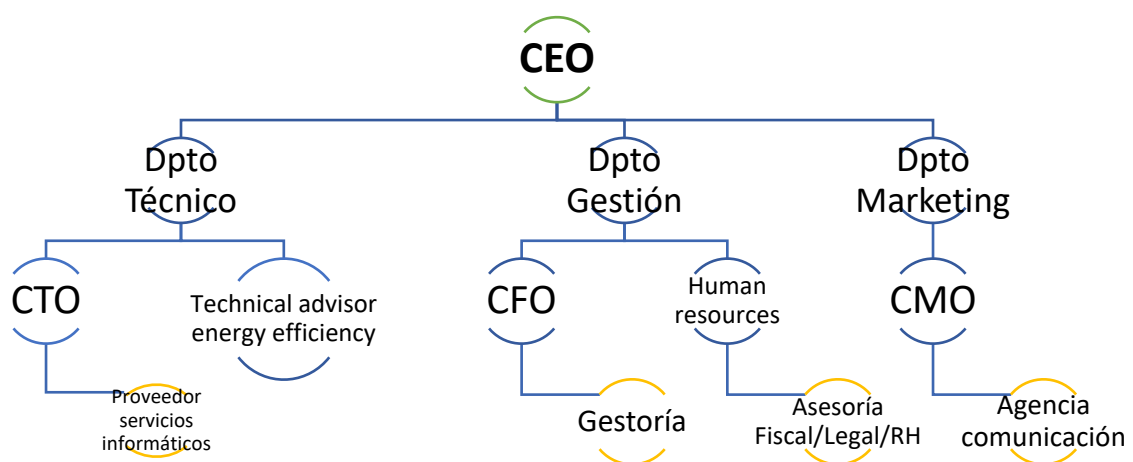 CEO
Dpto
Técnico
Dpto
Gestión
Dpto
Marketing
CTO
Technical advisor
energy efficiency
CFO
Human
resources
CMO
Proveedor
servicios
informáticos
Gestoría
Asesoría
Fiscal/Legal/RH
Agencia
comunicación